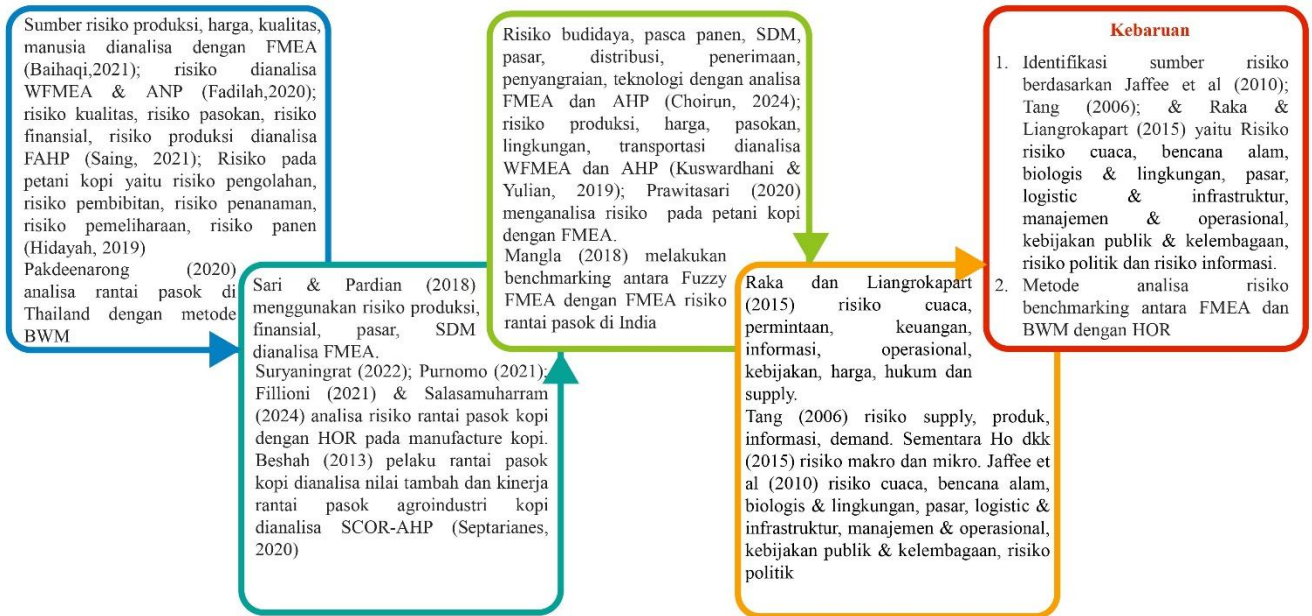 Sumber risiko produksi, harga, kualitas,
manusia dianalisa dengan FMEA
(Baihaqi,2021); risiko dianalisa
WFMEA & ANP (Fadilah,2020);
risiko kualitas, risiko pasokan, risiko
finansial, risiko produksi dianalisa
FAHP (Saing, 2021); Risiko pada
petani kopi yaitu risiko pengolahan,
risiko pembibitan, risiko penanaman,
risiko pemeliharaan, risiko panen
(Hidayah, 2019)
Pakdeenarong (2020)
analisa rantai pasok di
Thailand dengan metode
BWM
Sari & Pardian (2018)
menggunakan risiko produksi,
finansial, pasar, SDM
dianalisa FMEA.
Suryaningrat (2022); Purnomo (2021);
Fillioni (2021) & Salasamuharram
(2024) analisa risiko rantai pasok kopi
dengan HOR pada manufacture kopi.
Beshah (2013) pelaku rantai pasok
kopi dianalisa nilai tambah dan kinerja
rantai pasok agroindustri kopi
dianalisa SCOR-AHP (Septarianes,
2020)
Risiko budidaya, pasca panen, SDM,
pasar, distribusi, penerimaan,
penyangraian, teknologi dengan analisa
FMEA dan AHP (Choirun, 2024);
risiko produksi, harga, pasokan,
lingkungan, transportasi dianalisa
WFMEA dan AHP (Kuswardhani &
Yulian, 2019); Prawitasari (2020)
menganalisa risiko pada petani kopi
dengan FMEA.
Mangla (2018) melakukan
benchmarking antara Fuzzy
FMEA dengan FMEA risiko
rantai pasok di India
Raka dan Liangrokapart
(2015) risiko cuaca,
permintaan, keuangan,
informasi, operasional,
kebijakan, harga, hukum dan
supply.
Tang (2006) risiko supply, produk,
informasi, demand. Sementara Ho dkk
(2015) risiko makro dan mikro. Jaffee et
al (2010) risiko cuaca, bencana alam,
biologis & lingkungan, pasar, logistic &
infrastruktur, manajemen & operasional,
kebijakan publik & kelembagaan, risiko
politik
Kebaruan
1. Identifikasi sumber risiko
berdasarkan Jaffee et al (2010);
Tang (2006); & Raka &
Liangrokapart (2015) yaitu Risiko
risiko cuaca, bencana alam,
biologis & lingkungan, pasar,
logistic & infrastruktur,
manajemen & operasional,
kebijakan publik & kelembagaan,
risiko politik dan risiko informasi.
2. Metode analisa risiko
benchmarking antara FMEA dan
BWM dengan HOR